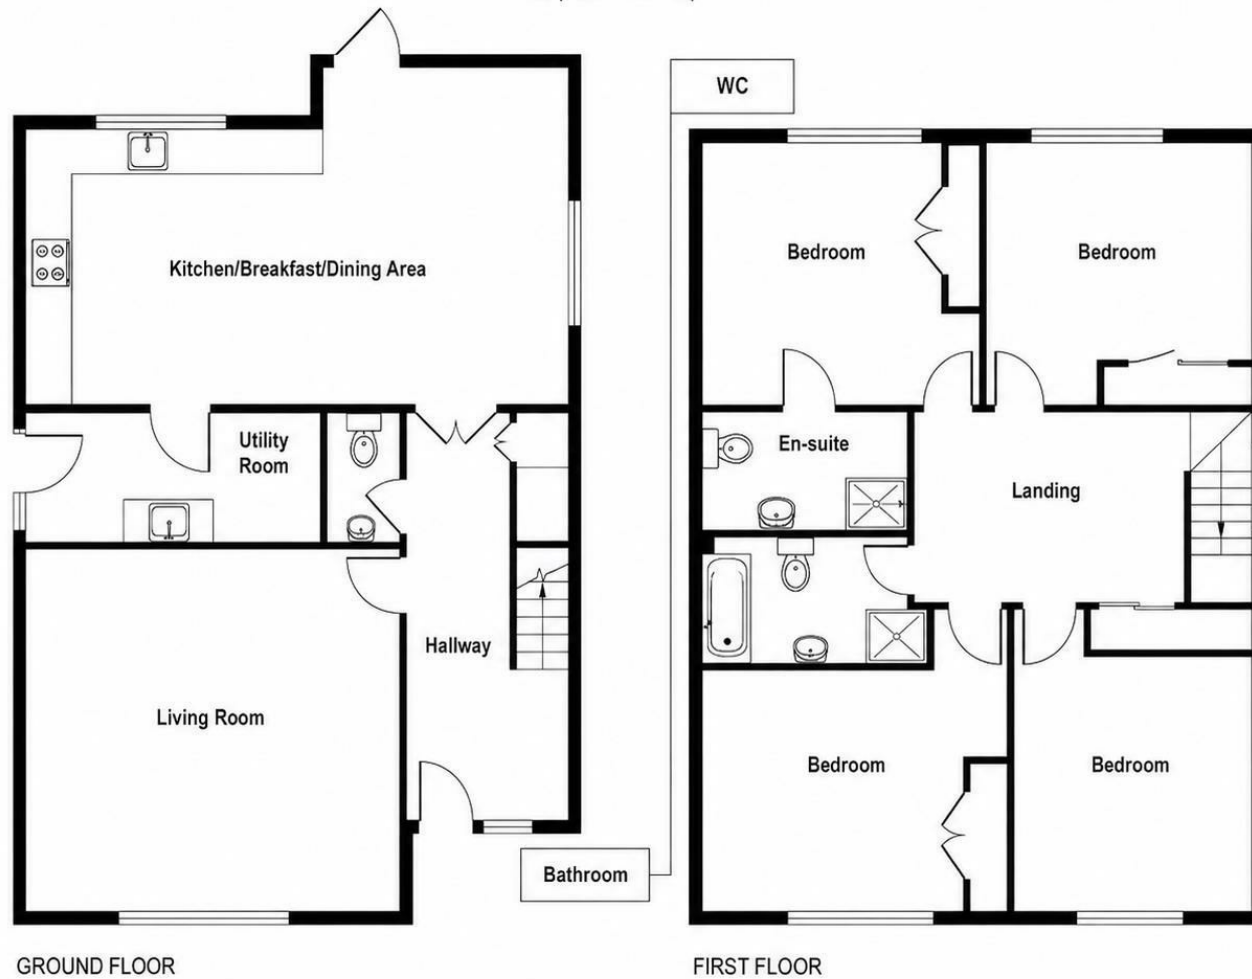 WC
Kitchen/Breakfast/Dining Area
Bedroom
Bedroom
Utility
Room
En-suite
Landing
Hallway
Living Room
Bedroom
Bedroom
Bathroom
GROUND FLOOR
FIRST FLOOR